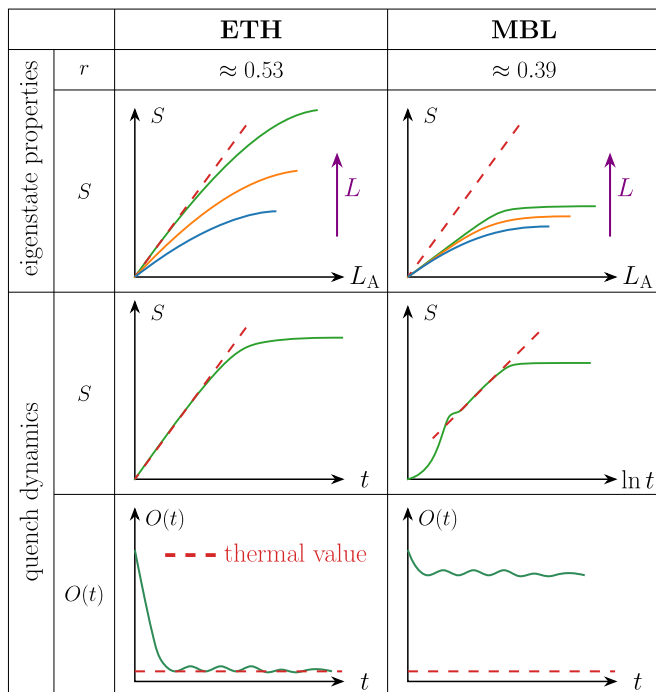 ETH MBL
eigenstate properties
r ≈ 0.53 ≈ 0.39
S
S
L
L_A
S
L
L_A
quench dynamics
S
S
t
S
ln t
O(t)
O(t)
thermal value
t
O(t)
t